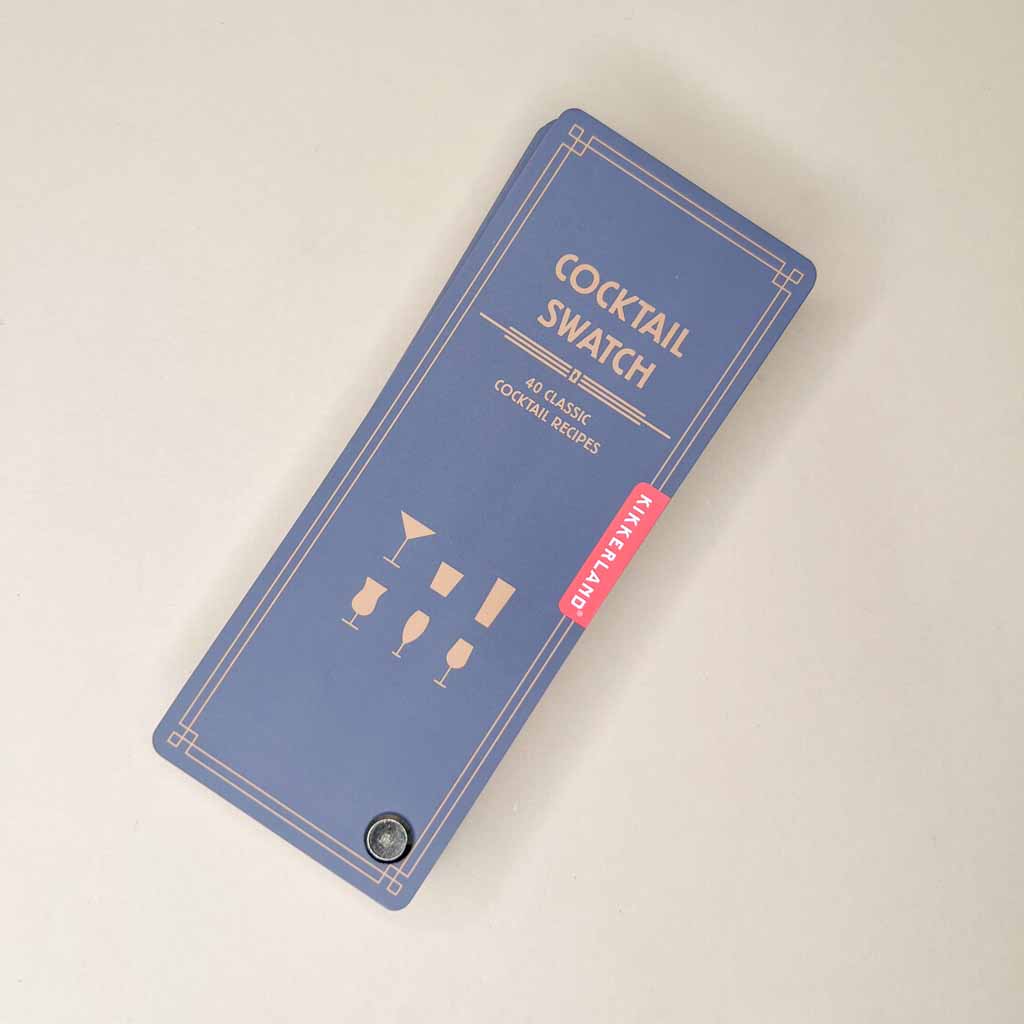 COCKTAIL
SWATCH
40 CLASSIC
COCKTAIL RECIPES
KIKKERLAND®